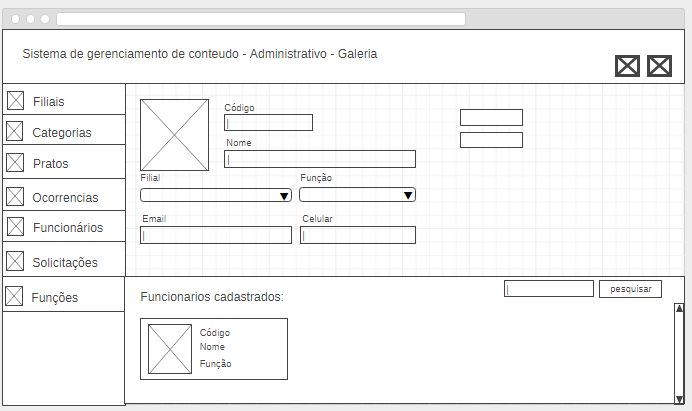 Sistema de gerenciamento de conteudo - Administrativo - Galeria
Filiais
Categorias
Pratos
Ocorrencias
Funcionários
Solicitações
Funções
Código
Nome
Filial
Função
Email
Celular
Funcionarios cadastrados:
pesquisar
Código
Nome
Função